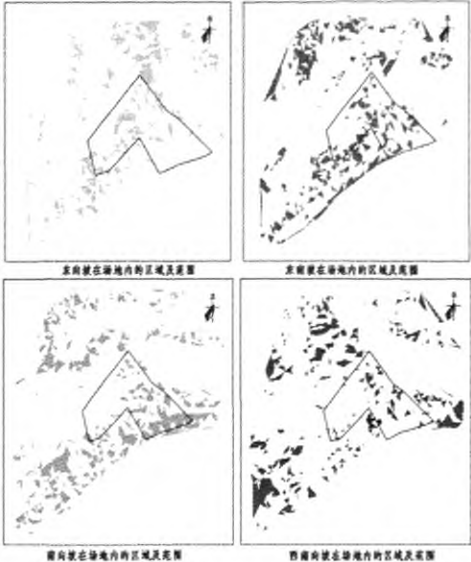 东向坡在场地内的区域及范围
东南坡在场地内的区域及范围
南向坡在场地内的区域及范围
西南向坡在场地内的区域及范围